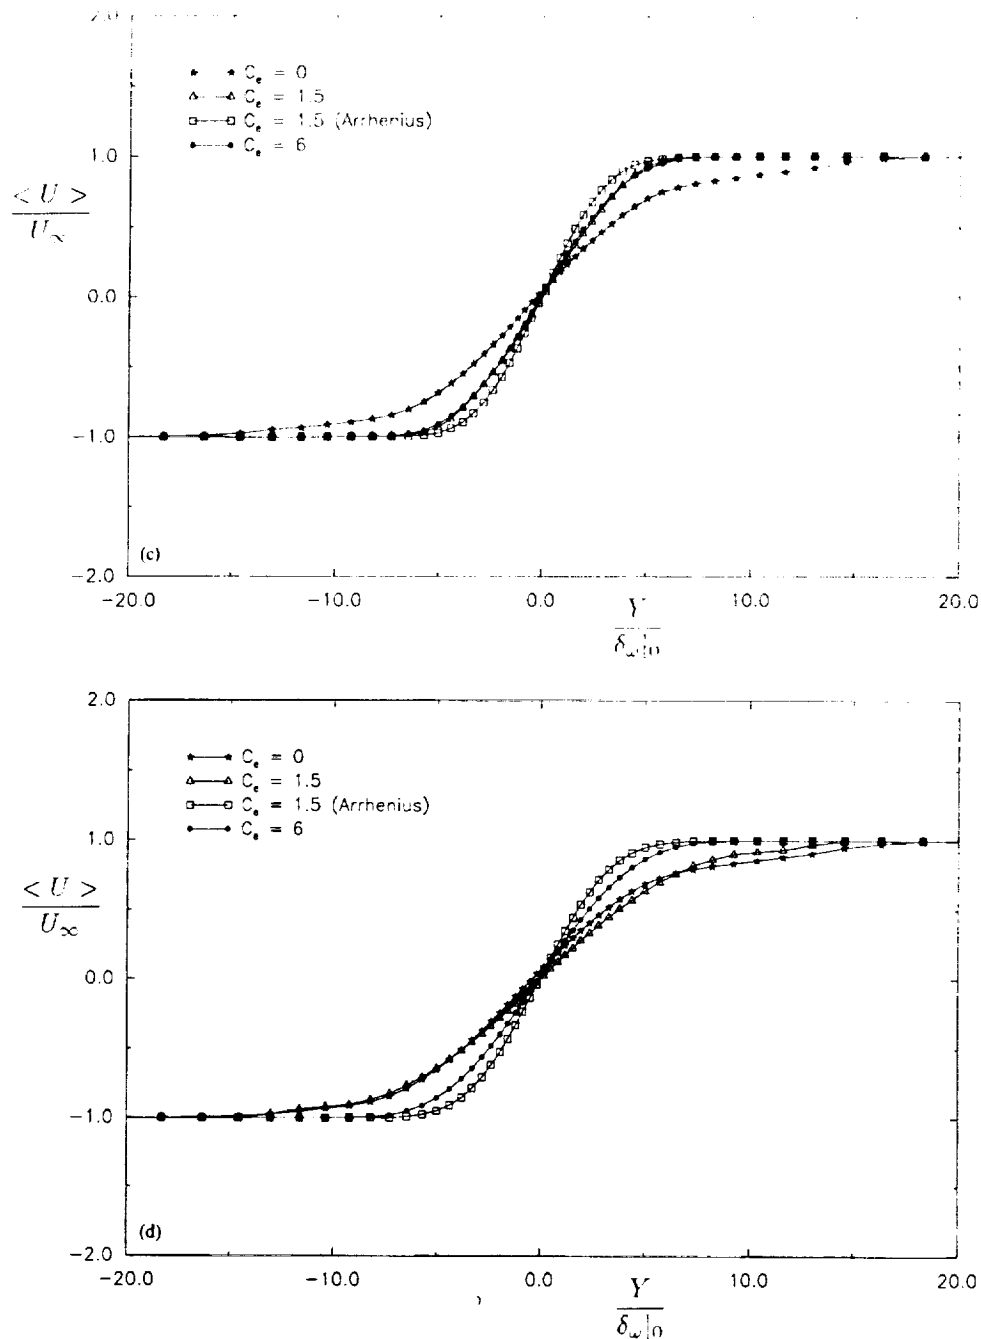 2.0
C_e = 0
C_e = 1.5
C_e = 1.5 (Arrhenius)
C_e = 6
1.0
< U >
U_∞
0.0
−1.0
(c)
−2.0
−20.0 −10.0 0.0 10.0 20.0
Y
δ_ω|_0
2.0
C_e = 0
C_e = 1.5
C_e = 1.5 (Arrhenius)
C_e = 6
1.0
< U >
U_∞
0.0
−1.0
(d)
−2.0
−20.0 −10.0 0.0 10.0 20.0
Y
δ_ω|_0